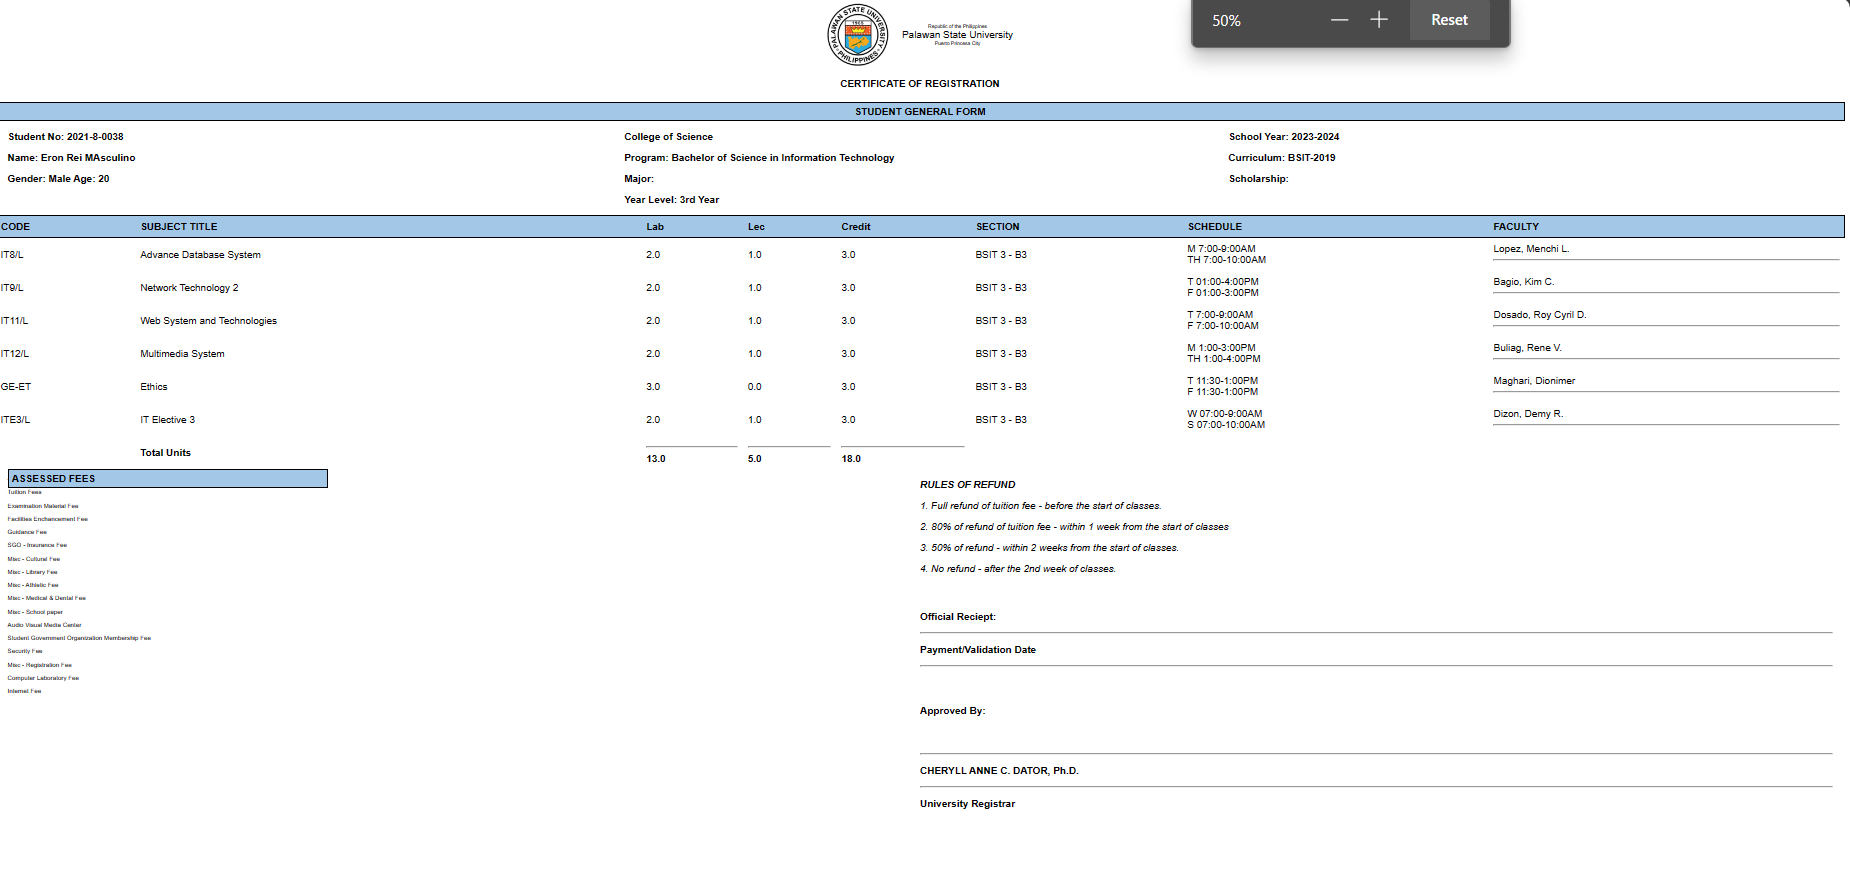 50%
Reset
PALAWAN STATE UNIVERSITY
1965
PHILIPPINES
Republic of the Philippines
Palawan State University
Puerto Princesa City
CERTIFICATE OF REGISTRATION
STUDENT GENERAL FORM
Student No: 2021-8-0038 College of Science School Year: 2023-2024
Name: Eron Rei MAsculino Program: Bachelor of Science in Information Technology Curriculum: BSIT-2019
Gender: Male Age: 20 Major: Scholarship:
Year Level: 3rd Year
CODE SUBJECT TITLE Lab Lec Credit SECTION SCHEDULE FACULTY
IT8/L Advance Database System 2.0 1.0 3.0 BSIT 3 - B3 M 7:00-9:00AM Lopez, Menchi L.
TH 7:00-10:00AM
IT9/L Network Technology 2 2.0 1.0 3.0 BSIT 3 - B3 T 01:00-4:00PM Bagio, Kim C.
F 01:00-3:00PM
IT11/L Web System and Technologies 2.0 1.0 3.0 BSIT 3 - B3 T 7:00-9:00AM Dosado, Roy Cyril D.
F 7:00-10:00AM
IT12/L Multimedia System 2.0 1.0 3.0 BSIT 3 - B3 M 1:00-3:00PM Buliag, Rene V.
TH 1:00-4:00PM
GE-ET Ethics 3.0 0.0 3.0 BSIT 3 - B3 T 11:30-1:00PM Maghari, Dionimer
F 11:30-1:00PM
ITE3/L IT Elective 3 2.0 1.0 3.0 BSIT 3 - B3 W 07:00-9:00AM Dizon, Demy R.
S 07:00-10:00AM
Total Units 13.0 5.0 18.0
ASSESSED FEES
Tuition Fees
Examination Material Fee
Facilities Enchancement Fee
Guidance Fee
SGO - Insurance Fee
Misc - Cultural Fee
Misc - Library Fee
Misc - Athletic Fee
Misc - Medical & Dental Fee
Misc - School paper
Audio Visual Media Center
Student Government Organization Membership Fee
Security Fee
Misc - Registration Fee
Computer Laboratory Fee
Internet Fee
RULES OF REFUND
1. Full refund of tuition fee - before the start of classes.
2. 80% of refund of tuition fee - within 1 week from the start of classes
3. 50% of refund - within 2 weeks from the start of classes.
4. No refund - after the 2nd week of classes.
Official Reciept:
Payment/Validation Date
Approved By:
CHERYLL ANNE C. DATOR, Ph.D.
University Registrar